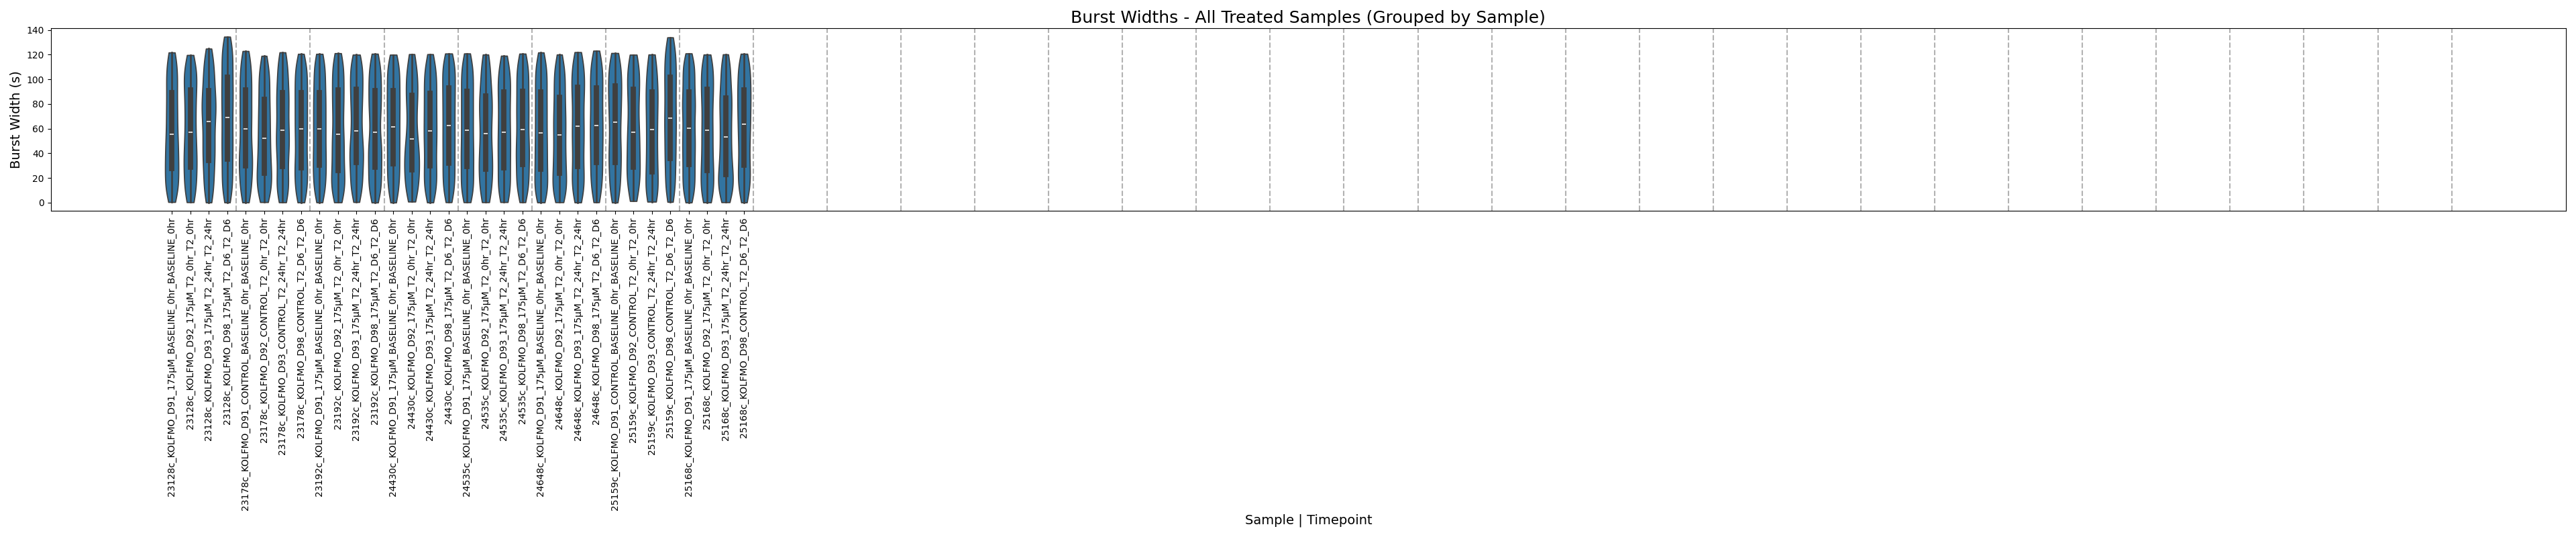 Burst Widths - All Treated Samples (Grouped by Sample)
Burst Width (s)
140
120
100
80
60
40
20
0
23128c_KOLFMO_D91_175µM_BASELINE_0hr_BASELINE_0hr
23128c_KOLFMO_D92_175µM_T2_0hr_T2_0hr
23128c_KOLFMO_D93_175µM_T2_24hr_T2_24hr
23128c_KOLFMO_D98_175µM_T2_D6_T2_D6
23178c_KOLFMO_D91_CONTROL_BASELINE_0hr_BASELINE_0hr
23178c_KOLFMO_D92_CONTROL_T2_0hr_T2_0hr
23178c_KOLFMO_D93_CONTROL_T2_24hr_T2_24hr
23178c_KOLFMO_D98_CONTROL_T2_D6_T2_D6
23192c_KOLFMO_D91_175µM_BASELINE_0hr_BASELINE_0hr
23192c_KOLFMO_D92_175µM_T2_0hr_T2_0hr
23192c_KOLFMO_D93_175µM_T2_24hr_T2_24hr
23192c_KOLFMO_D98_175µM_T2_D6_T2_D6
24430c_KOLFMO_D91_175µM_BASELINE_0hr_BASELINE_0hr
24430c_KOLFMO_D92_175µM_T2_0hr_T2_0hr
24430c_KOLFMO_D93_175µM_T2_24hr_T2_24hr
24430c_KOLFMO_D98_175µM_T2_D6_T2_D6
24535c_KOLFMO_D91_175µM_BASELINE_0hr_BASELINE_0hr
24535c_KOLFMO_D92_175µM_T2_0hr_T2_0hr
24535c_KOLFMO_D93_175µM_T2_24hr_T2_24hr
24535c_KOLFMO_D98_175µM_T2_D6_T2_D6
24648c_KOLFMO_D91_175µM_BASELINE_0hr_BASELINE_0hr
24648c_KOLFMO_D92_175µM_T2_0hr_T2_0hr
24648c_KOLFMO_D93_175µM_T2_24hr_T2_24hr
24648c_KOLFMO_D98_175µM_T2_D6_T2_D6
25159c_KOLFMO_D91_CONTROL_BASELINE_0hr_BASELINE_0hr
25159c_KOLFMO_D92_CONTROL_T2_0hr_T2_0hr
25159c_KOLFMO_D93_CONTROL_T2_24hr_T2_24hr
25159c_KOLFMO_D98_CONTROL_T2_D6_T2_D6
25168c_KOLFMO_D91_175µM_BASELINE_0hr_BASELINE_0hr
25168c_KOLFMO_D92_175µM_T2_0hr_T2_0hr
25168c_KOLFMO_D93_175µM_T2_24hr_T2_24hr
25168c_KOLFMO_D98_CONTROL_T2_D6_T2_D6
Sample | Timepoint